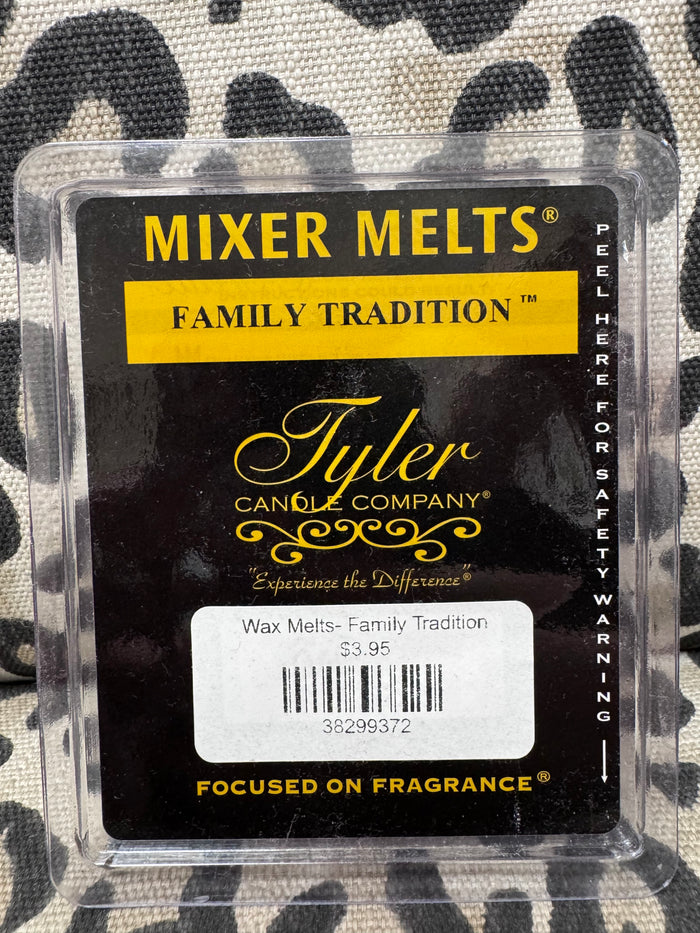 MIXER MELTS®
FAMILY TRADITION™
Tyler
CANDLE COMPANY®
"Experience the Difference"®
Wax Melts- Family Tradition
$3.95
38299372
FOCUSED ON FRAGRANCE®
PEEL HERE FOR SAFETY WARNING